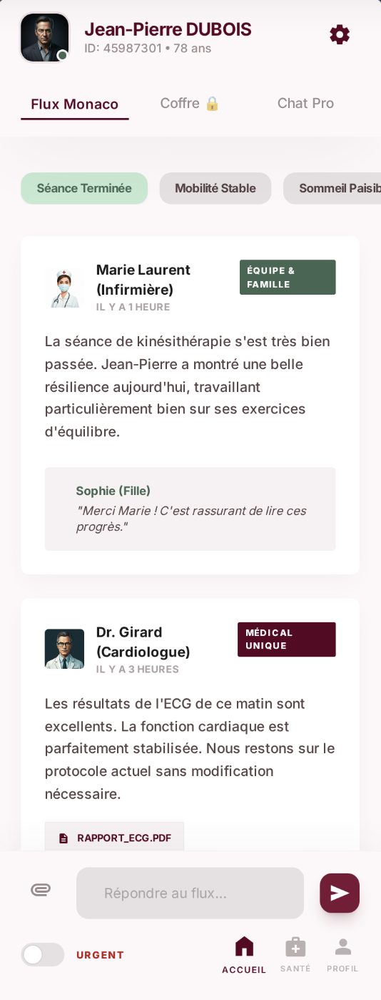 Jean-Pierre DUBOIS
ID: 45987301 • 78 ans
Flux Monaco
Coffre 🔒
Chat Pro
Séance Terminée
Mobilité Stable
Sommeil Paisib
Marie Laurent
(Infirmière)
IL Y A 1 HEURE
ÉQUIPE &
FAMILLE
La séance de kinésithérapie s'est très bien
passée. Jean-Pierre a montré une belle
résilience aujourd'hui, travaillant
particulièrement bien sur ses exercices
d'équilibre.
Sophie (Fille)
"Merci Marie ! C'est rassurant de lire ces
progrès."
Dr. Girard
(Cardiologue)
IL Y A 3 HEURES
MÉDICAL
UNIQUE
Les résultats de l'ECG de ce matin sont
excellents. La fonction cardiaque est
parfaitement stabilisée. Nous restons sur le
protocole actuel sans modification
nécessaire.
RAPPORT_ECG.PDF
Répondre au flux...
URGENT
ACCUEIL
SANTÉ
PROFIL